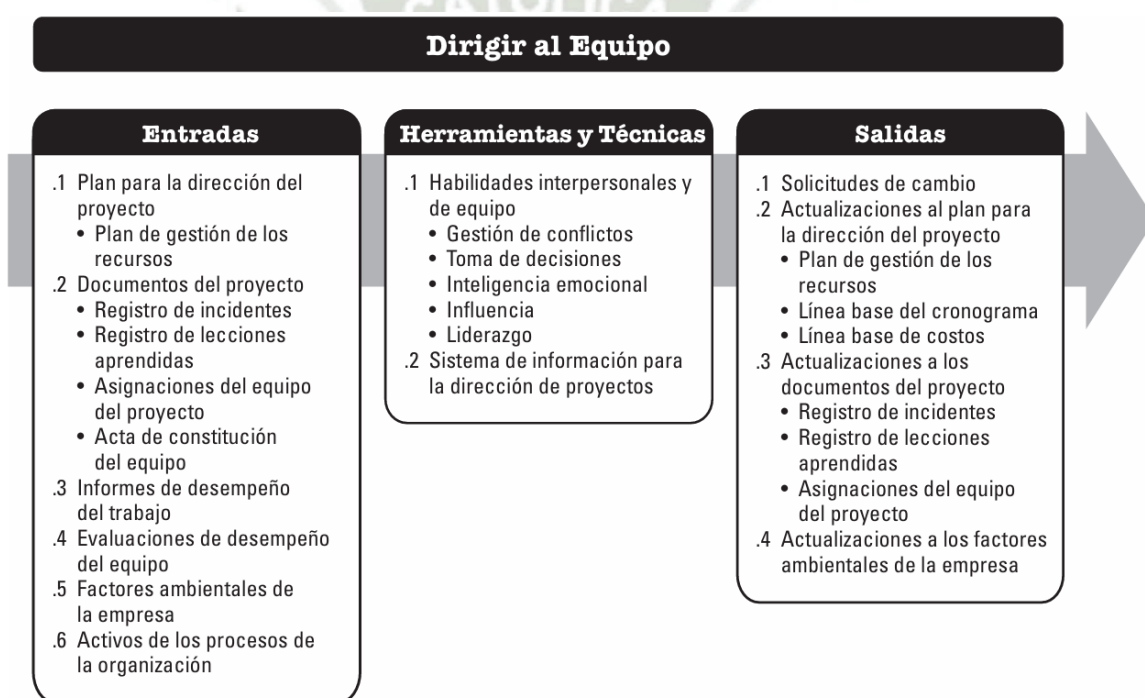 Dirigir al Equipo
Entradas
.1 Plan para la dirección del
proyecto
• Plan de gestión de los
recursos
.2 Documentos del proyecto
• Registro de incidentes
• Registro de lecciones
aprendidas
• Asignaciones del equipo
del proyecto
• Acta de constitución
del equipo
.3 Informes de desempeño
del trabajo
.4 Evaluaciones de desempeño
del equipo
.5 Factores ambientales de
la empresa
.6 Activos de los procesos de
la organización
Herramientas y Técnicas
.1 Habilidades interpersonales y
de equipo
• Gestión de conflictos
• Toma de decisiones
• Inteligencia emocional
• Influencia
• Liderazgo
.2 Sistema de información para
la dirección de proyectos
Salidas
.1 Solicitudes de cambio
.2 Actualizaciones al plan para
la dirección del proyecto
• Plan de gestión de los
recursos
• Línea base del cronograma
• Línea base de costos
.3 Actualizaciones a los
documentos del proyecto
• Registro de incidentes
• Registro de lecciones
aprendidas
• Asignaciones del equipo
del proyecto
.4 Actualizaciones a los factores
ambientales de la empresa